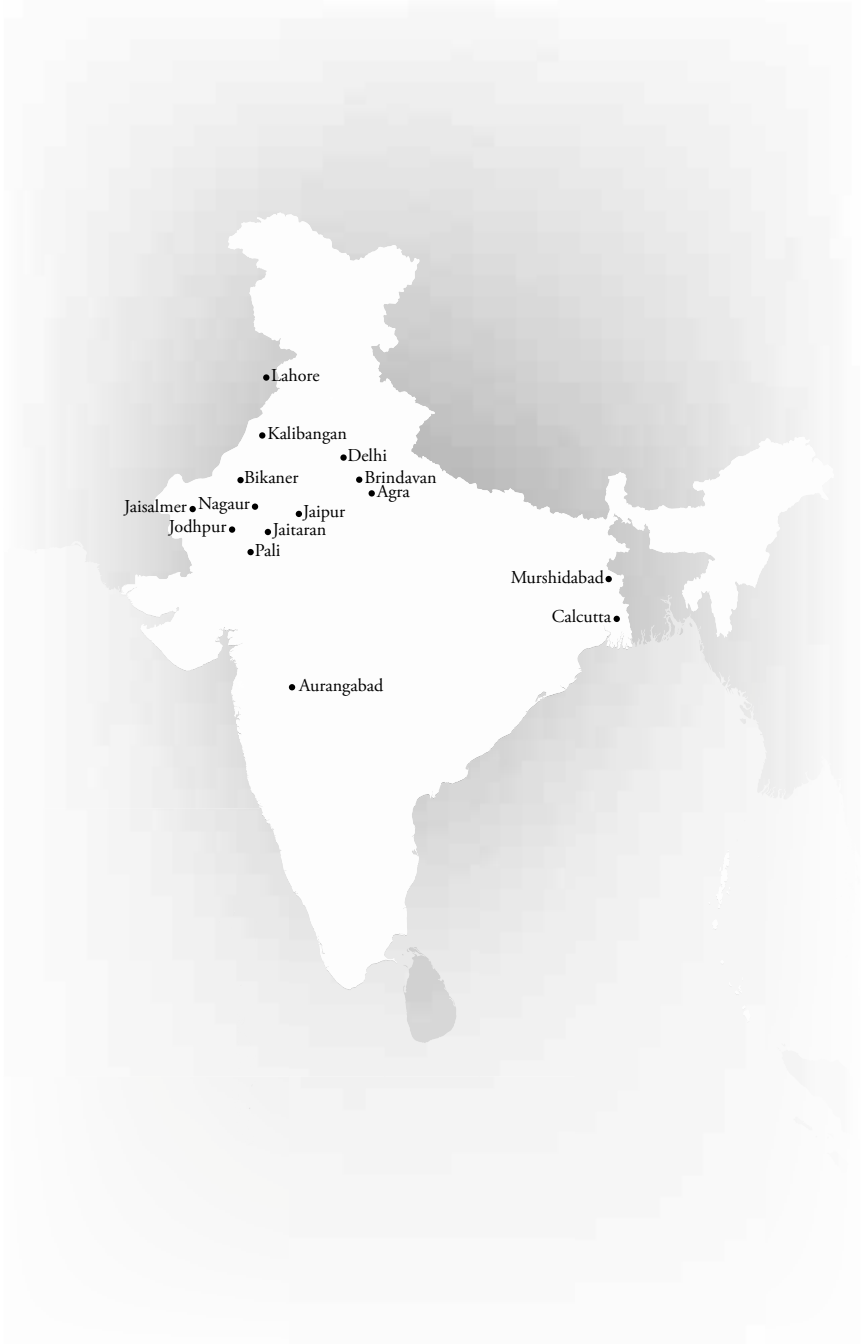 Lahore
Kalibangan
Delhi
Bikaner
Brindavan
Agra
Jaisalmer
Nagaur
Jaipur
Jodhpur
Jaitaran
Pali
Murshidabad
Calcutta
Aurangabad